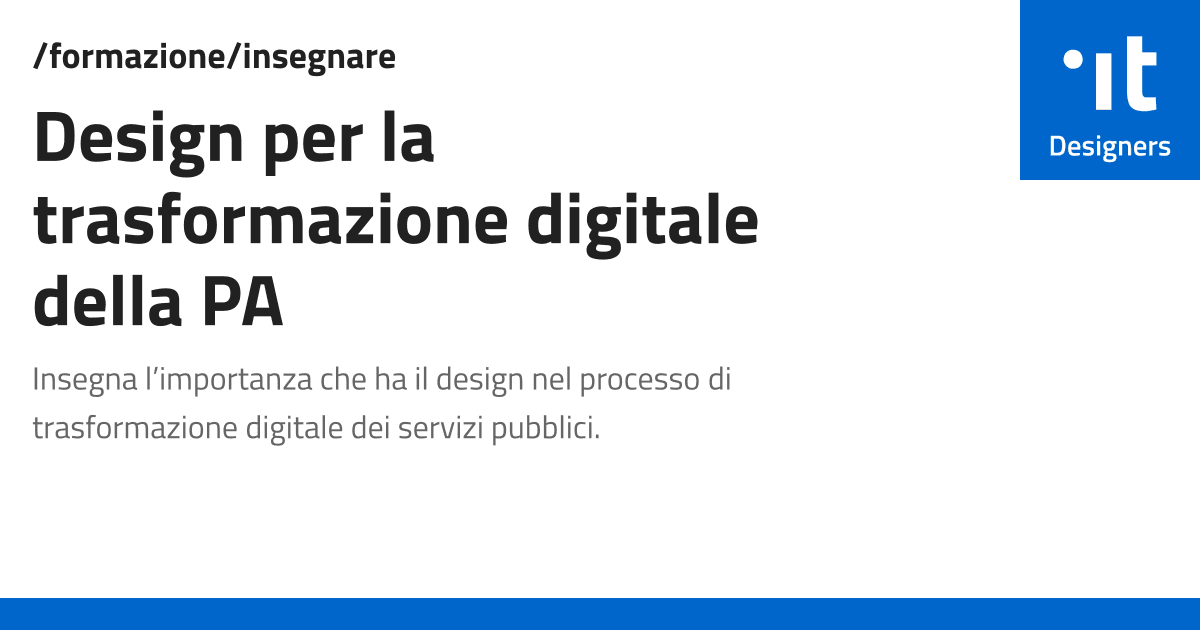 /formazione/insegnare
Design per la
trasformazione digitale
della PA
Insegna l’importanza che ha il design nel processo di
trasformazione digitale dei servizi pubblici.
it
Designers